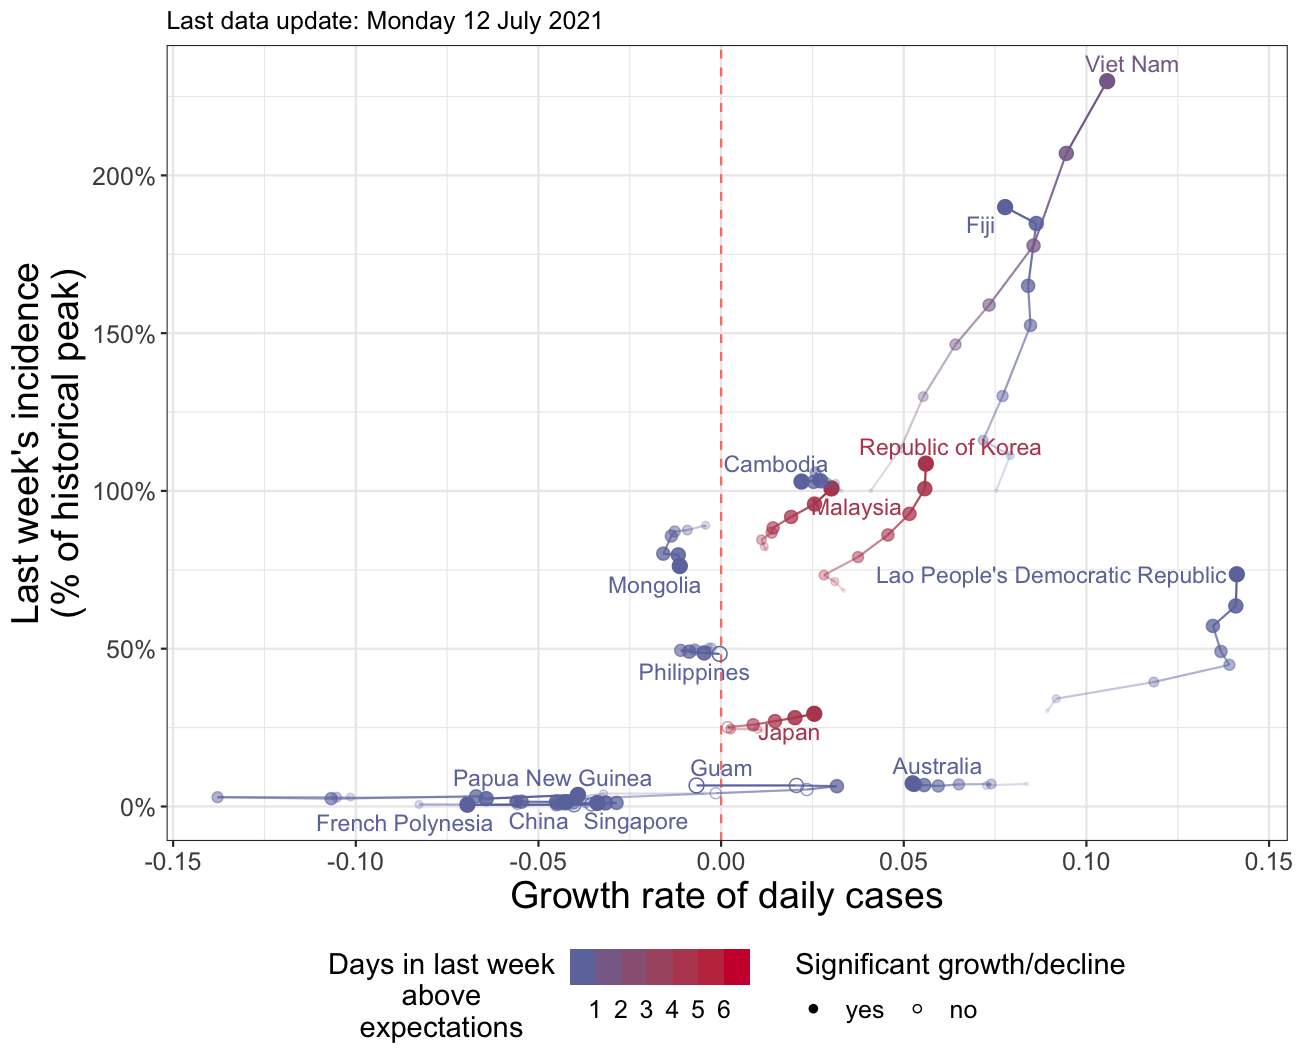 Last data update: Monday 12 July 2021
Last week's incidence
(% of historical peak)
200%
150%
100%
50%
0%
Viet Nam
Fiji
Republic of Korea
Cambodia
Malaysia
Lao People's Democratic Republic
Mongolia
Philippines
Japan
Guam
Australia
Papua New Guinea
French Polynesia
China
Singapore
-0.15
-0.10
-0.05
0.00
0.05
0.10
0.15
Growth rate of daily cases
Days in last week
above
expectations
1 2 3 4 5 6
Significant growth/decline
yes
no